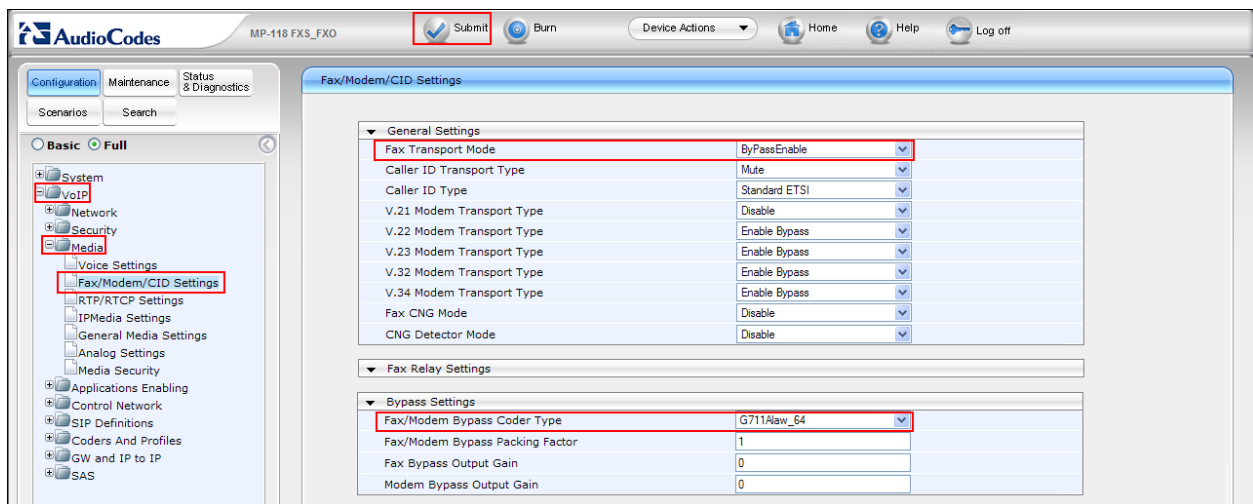 AudioCodes MP-118 FXS_FXO Submit Burn Device Actions Home Help Log off
Configuration Maintenance Status & Diagnostics
Scenarios Search
Basic Full
System
VoIP
Network
Security
Media
Voice Settings
Fax/Modem/CID Settings
RTP/RTCP Settings
IPMedia Settings
General Media Settings
Analog Settings
Media Security
Applications Enabling
Control Network
SIP Definitions
Coders And Profiles
GW and IP to IP
SAS
Fax/Modem/CID Settings
General Settings
Fax Transport Mode ByPassEnable
Caller ID Transport Type Mute
Caller ID Type Standard ETSI
V.21 Modem Transport Type Disable
V.22 Modem Transport Type Enable Bypass
V.23 Modem Transport Type Enable Bypass
V.32 Modem Transport Type Enable Bypass
V.34 Modem Transport Type Enable Bypass
Fax CNG Mode Disable
CNG Detector Mode Disable
Fax Relay Settings
Bypass Settings
Fax/Modem Bypass Coder Type G711Alaw_64
Fax/Modem Bypass Packing Factor 1
Fax Bypass Output Gain 0
Modem Bypass Output Gain 0